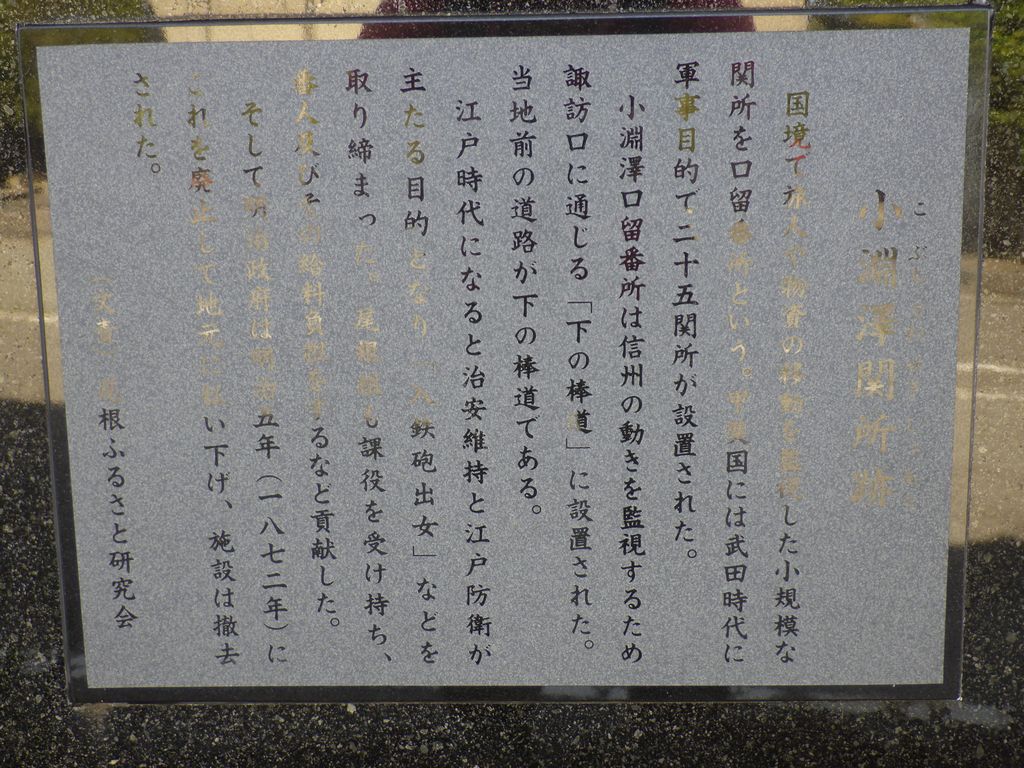 小淵澤関所跡
国境で旅人や物資の移動を監視した小規模な
関所を口留番所という。甲斐国には武田時代に
軍事目的で二十五関所が設置された。
小淵澤口留番所は信州の動きを監視するため
諏訪口に通じる「下の棒道」に設置された。
当地前の道路が下の棒道である。
江戸時代になると治安維持と江戸防衛が
主たる目的となり「入鉄砲出女」などを
取り締まった。尾根組も課役を受け持ち、
番人及びその給料負担をするなど貢献した。
そして明治政府は明治五年(一八七二年)に
これを廃止して地元に払い下げ、施設は撤去
された。
(文責)尾根ふるさと研究会